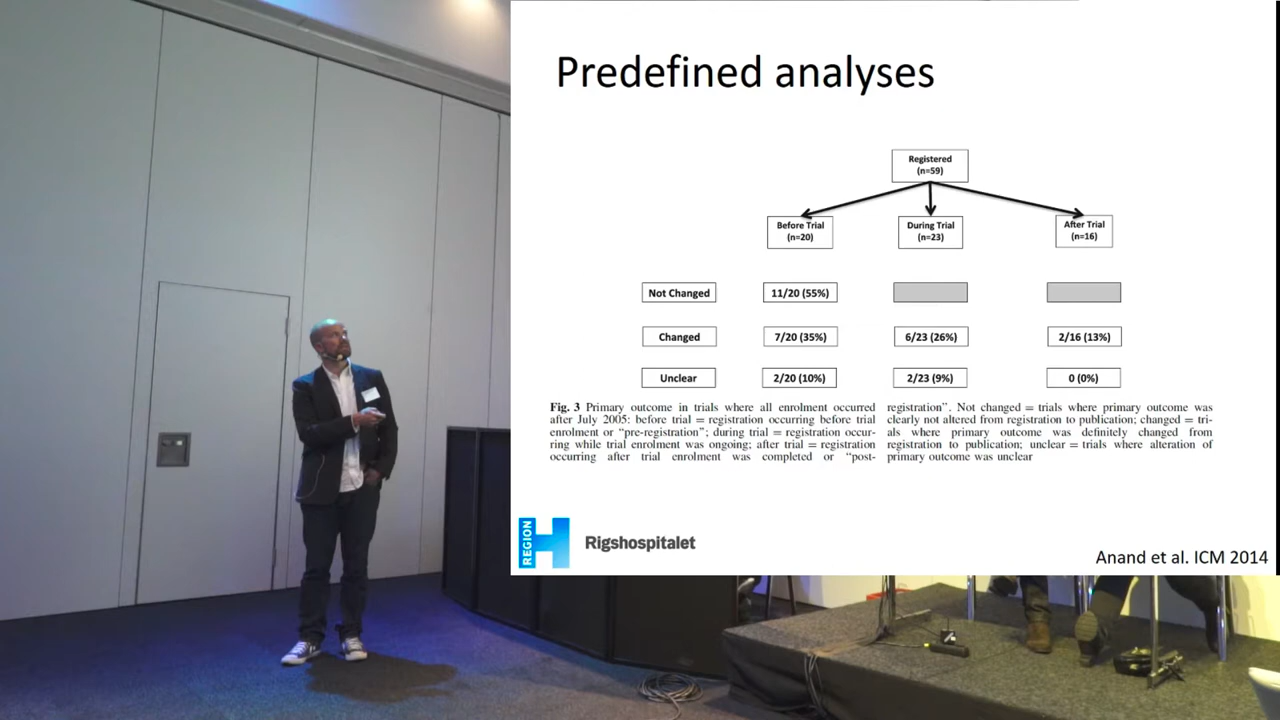 Predefined analyses
Registered
(n=59)
Before Trial
(n=20)
During Trial
(n=23)
After Trial
(n=16)
Not Changed
11/20 (55%)
Changed
7/20 (35%)
6/23 (26%)
2/16 (13%)
Unclear
2/20 (10%)
2/23 (9%)
0 (0%)
Fig. 3 Primary outcome in trials where all enrolment occurred
after July 2005: before trial = registration occurring before trial
enrolment or “pre-registration”; during trial = registration occur-
ring while trial enrolment was ongoing; after trial = registration
occurring after trial enrolment was completed or “post-
registration”. Not changed = trials where primary outcome was
clearly not altered from registration to publication; changed = tri-
als where primary outcome was definitely changed from
registration to publication; unclear = trials where alteration of
primary outcome was unclear
REGION
H
Rigshospitalet
Anand et al. ICM 2014